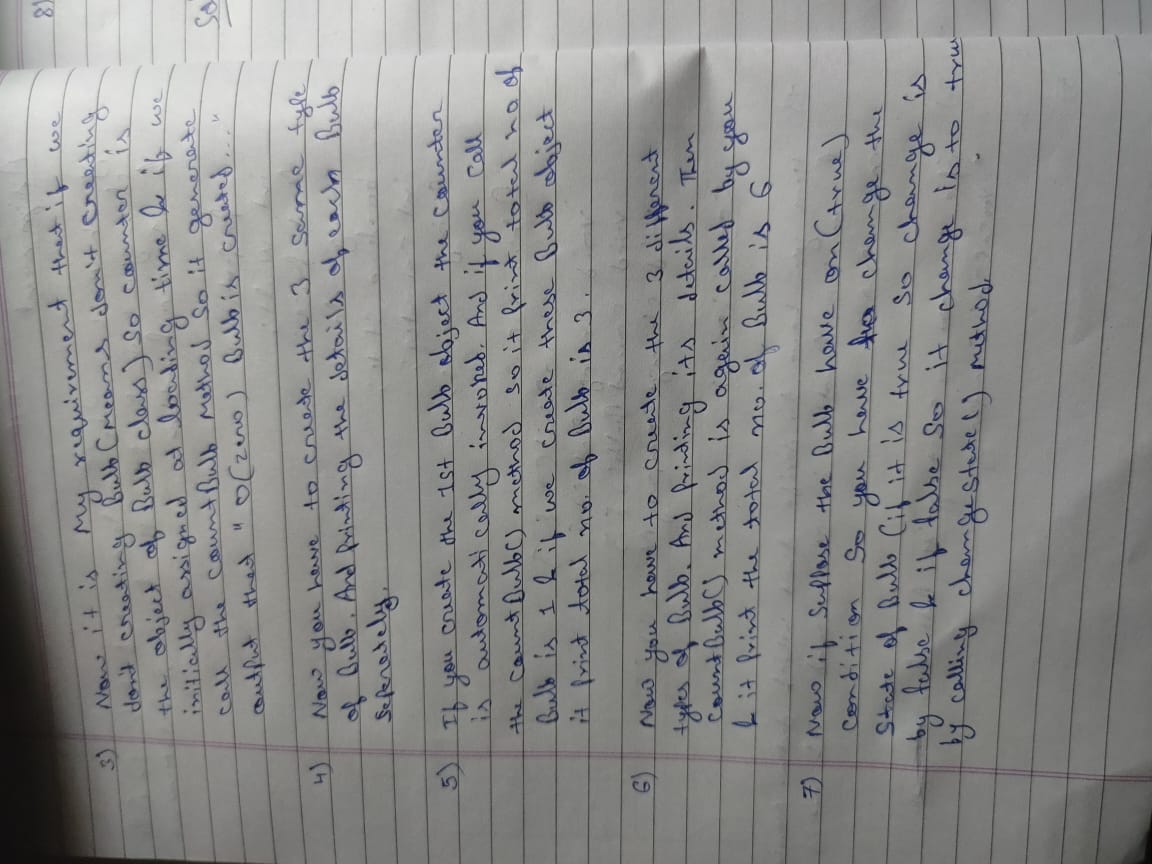 3) Now it is my requirement that if we
don't creating Bulb (means don't creating
the object of Bulb class) so counter is
initially assigned at loading time & if we
call the countBulb method so it generate
output that "0(zero) Bulb is created..."
4) Now you have to create the 3 same type
of Bulb. And printing the details of each Bulb
Seperately.
5) If you create the 1st Bulb object the counter
is automatically invoked. And if you call
the countBulb() method so it print total no of
Bulb is 1 & if we create these Bulb object
it print total no. of Bulb is 3.
6) Now you have to create the 3 different
types of Bulb. And printing its details. Then
CountBulb() method is again called by you
& it print the total no. of Bulb is 6
7) Now if Suppose the Bulb have on(true)
Condition So you have change the
State of Bulb (if it is true so change is
by false & if false so it change is to true
by calling changeState() method.
8)
Sol